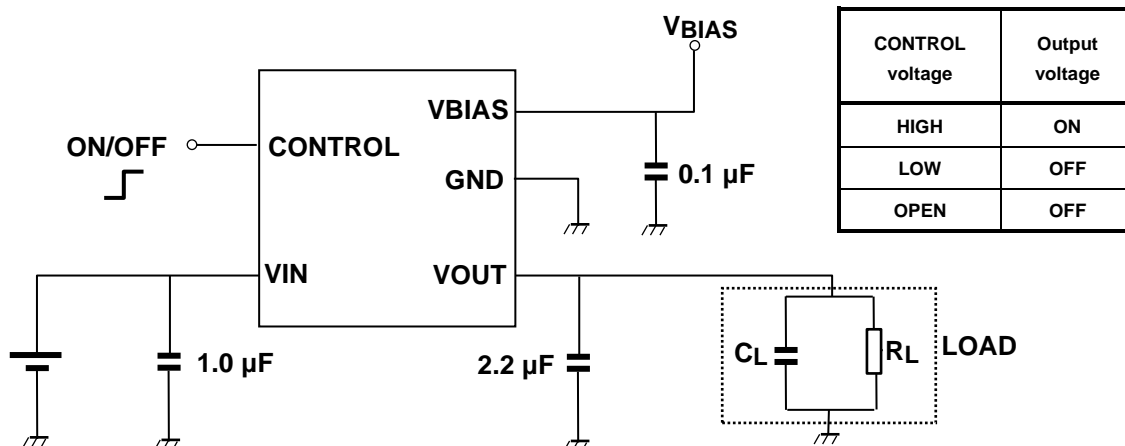 VBIAS
CONTROL voltage
Output voltage
HIGH
ON
LOW
OFF
OPEN
OFF
ON/OFF
CONTROL
VBIAS
GND
0.1 µF
VIN
VOUT
1.0 µF
2.2 µF
CL
RL
LOAD